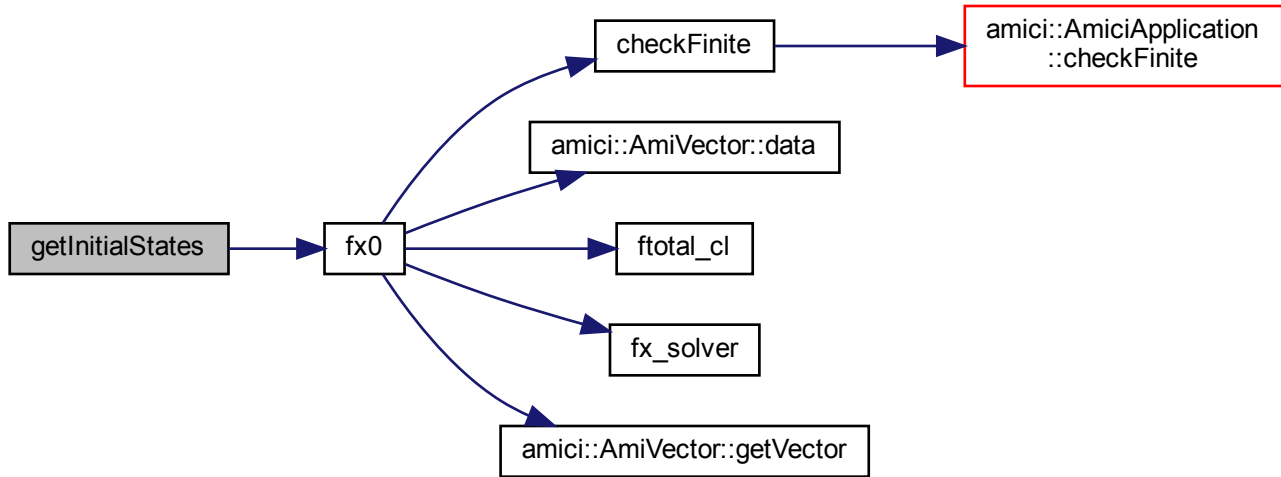 getInitialStates
fx0
checkFinite
amici::AmiciApplication
::checkFinite
amici::AmiVector::data
ftotal_cl
fx_solver
amici::AmiVector::getVector